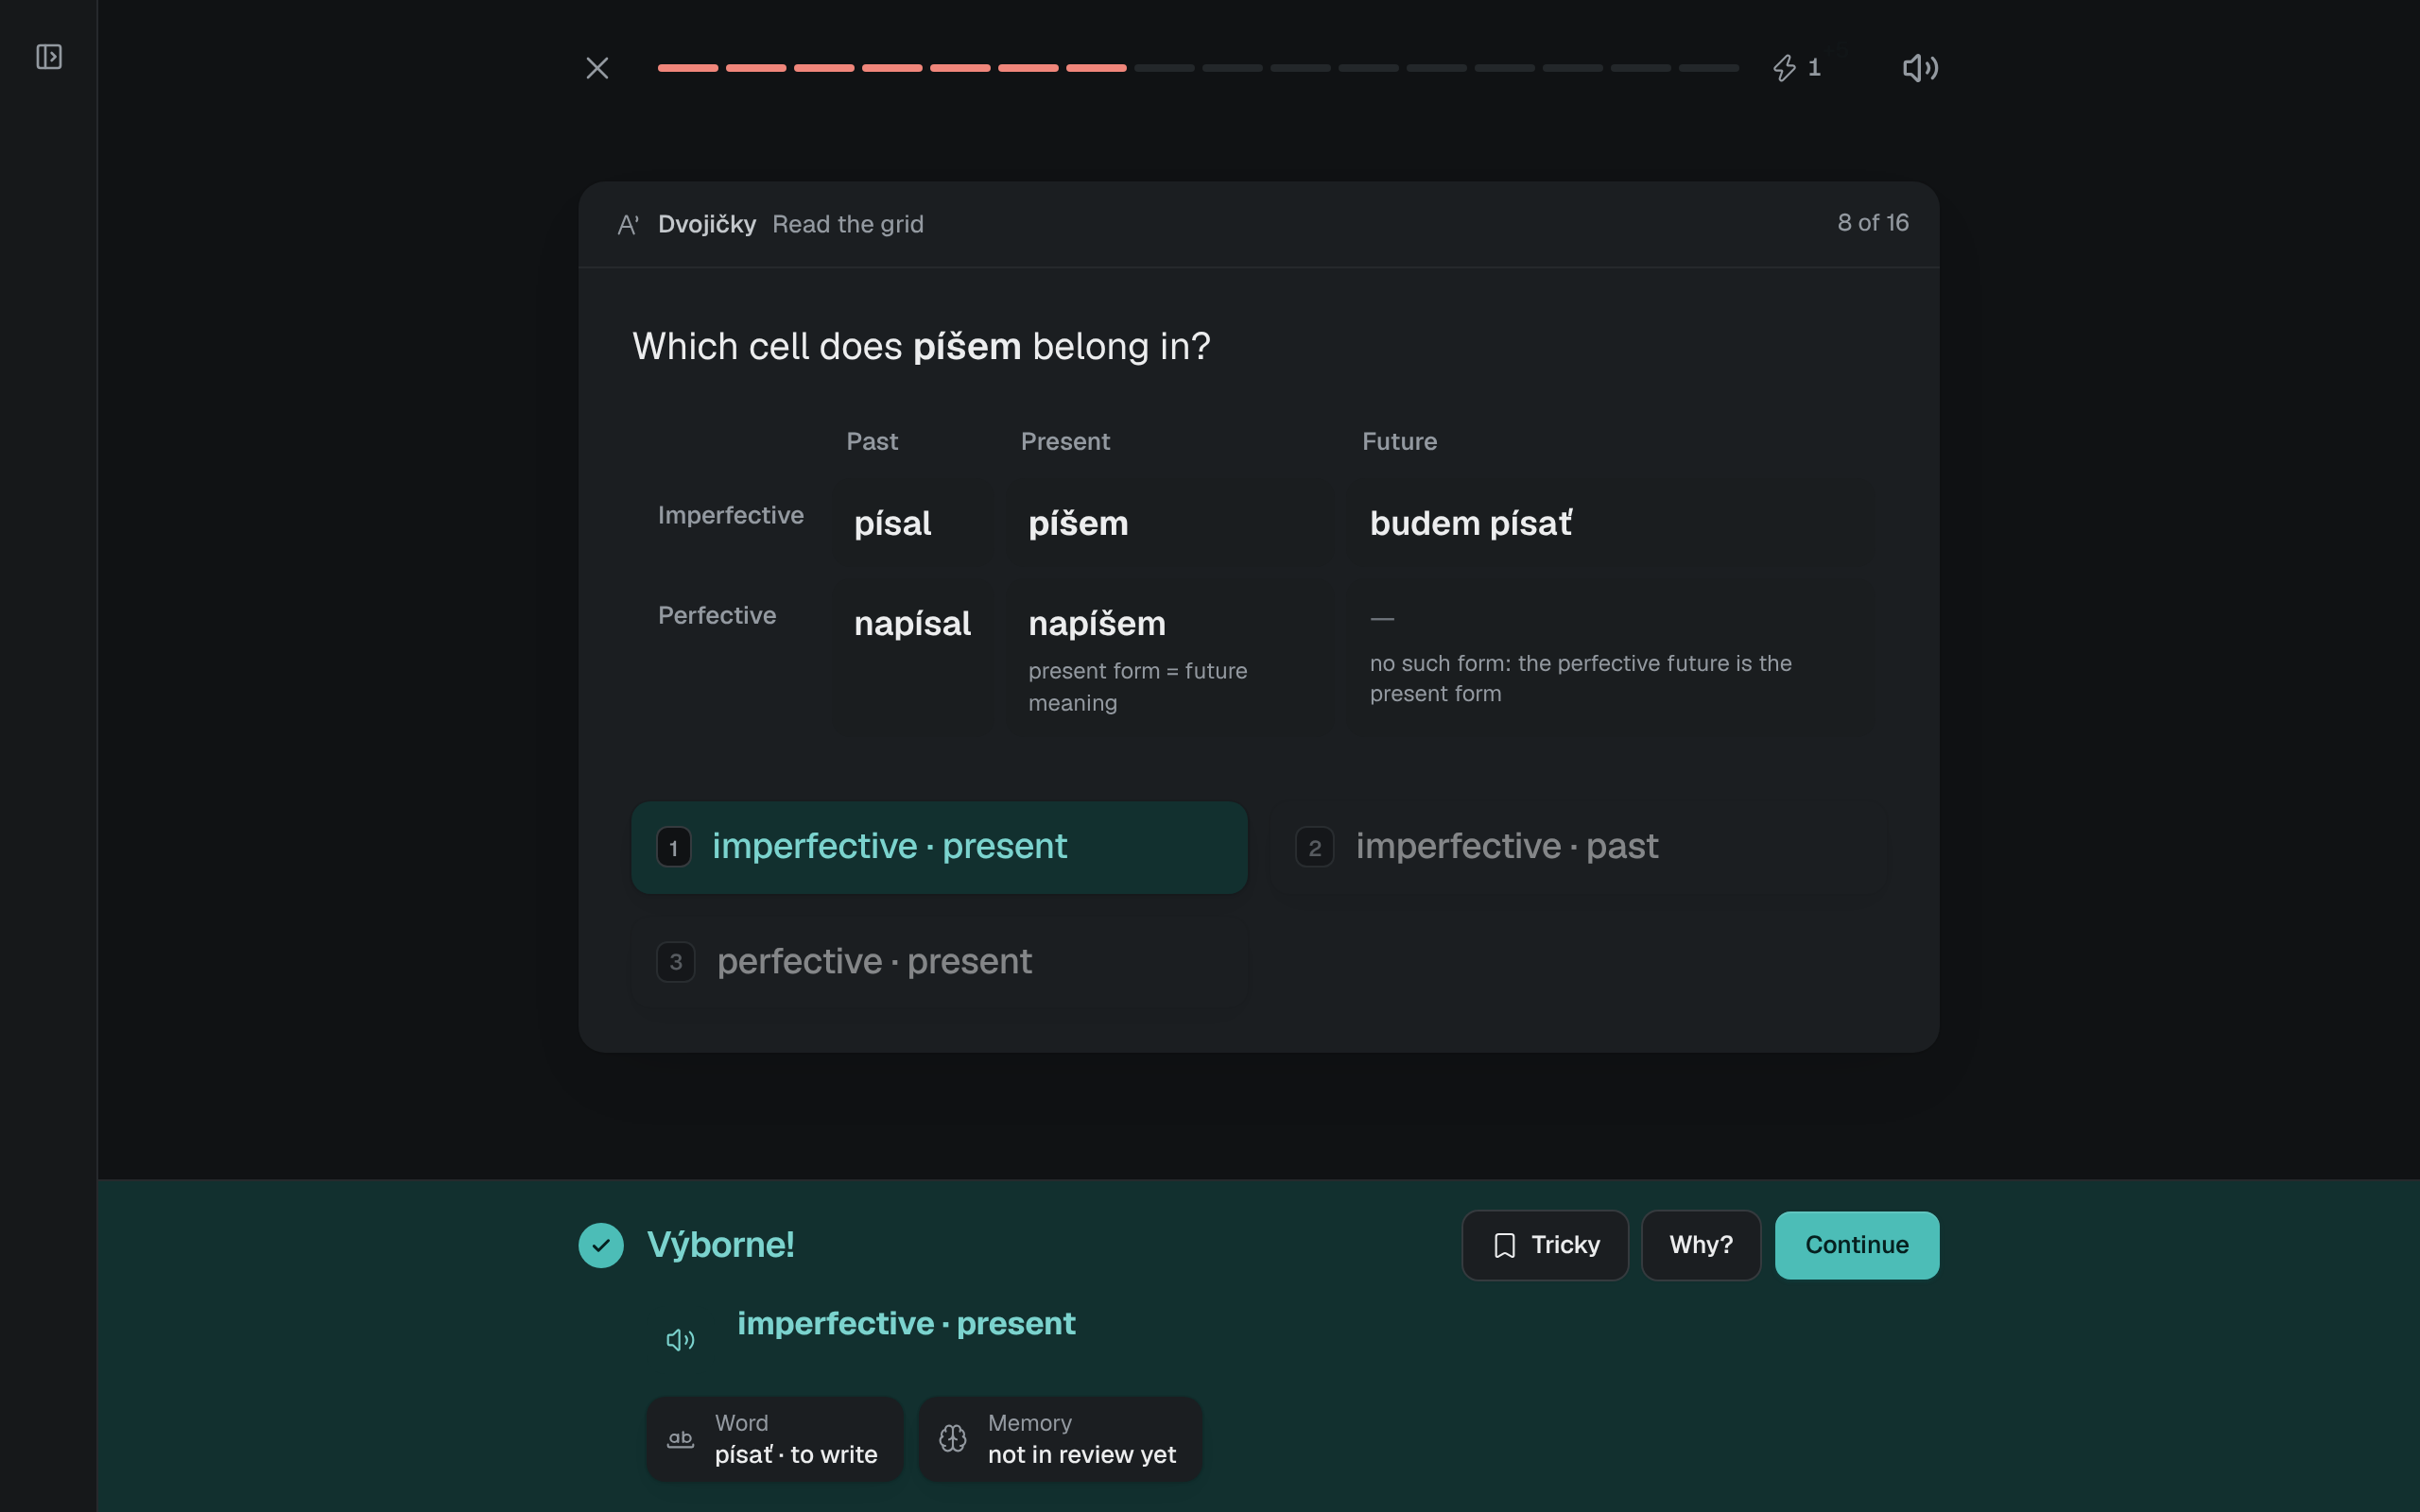 1
Dvojičky Read the grid
8 of 16
Which cell does píšem belong in?
Past Present Future
Imperfective písal píšem budem písať
Perfective napísal napíšem —
present form = future
meaning
no such form: the perfective future is the
present form
1 imperfective · present
2 imperfective · past
3 perfective · present
Výborne!
Tricky
Why?
Continue
imperfective · present
Word
písať · to write
Memory
not in review yet